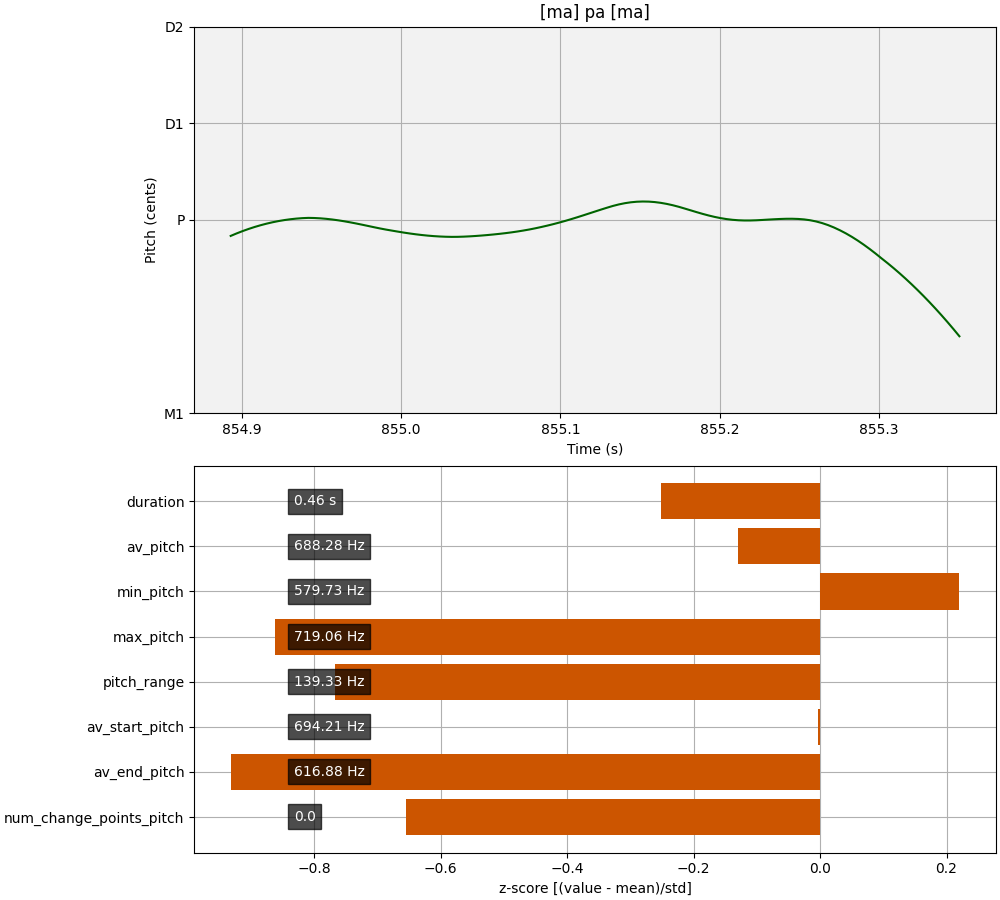 [ma] pa [ma]
D2
D1
P
M1
Pitch (cents)
854.9 855.0 855.1 855.2 855.3
Time (s)
duration 0.46 s
av_pitch 688.28 Hz
min_pitch 579.73 Hz
max_pitch 719.06 Hz
pitch_range 139.33 Hz
av_start_pitch 694.21 Hz
av_end_pitch 616.88 Hz
num_change_points_pitch 0.0
−0.8 −0.6 −0.4 −0.2 0.0 0.2
z-score [(value - mean)/std]